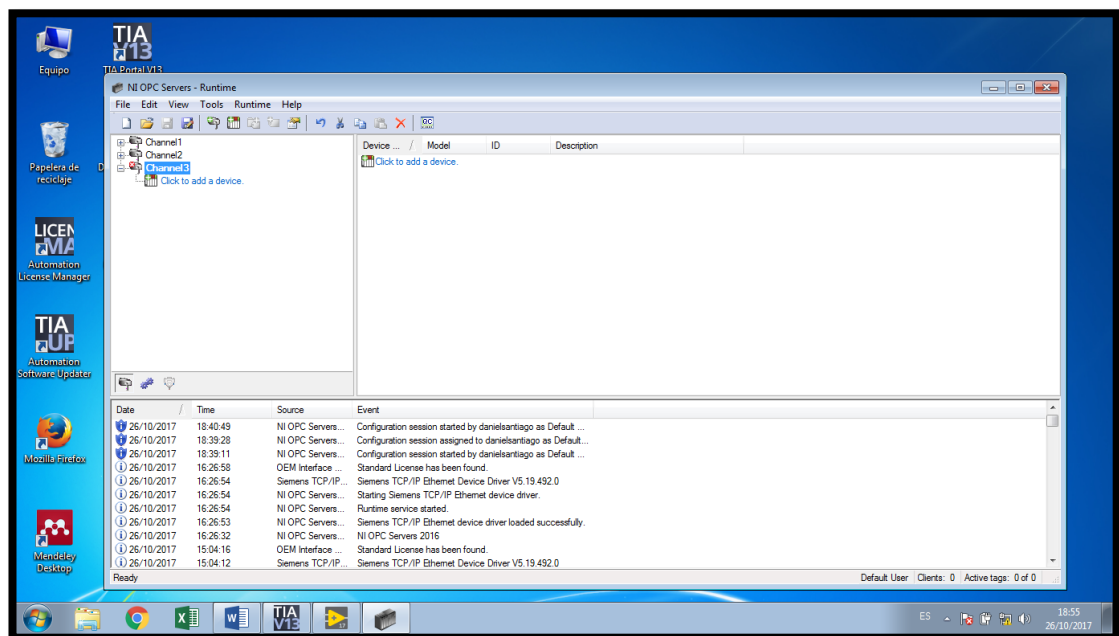 TIA
V13
Equipo
TIA Portal V13
NI OPC Servers - Runtime
File Edit View Tools Runtime Help
Channel1
Channel2
Channel3
Click to add a device.
Device ... / Model ID Description
Click to add a device.
Papelera de
reciclaje
D
LICEN
MA
Automation
License Manager
TIA
UP
Automation
Software Updater
Mozilla Firefox
Mendeley
Desktop
Date / Time Source Event
26/10/2017 18:40:49 NI OPC Servers... Configuration session started by danielsantiago as Default ...
26/10/2017 18:39:28 NI OPC Servers... Configuration session assigned to danielsantiago as Default...
26/10/2017 18:39:11 NI OPC Servers... Configuration session started by danielsantiago as Default ...
26/10/2017 16:26:58 OEM Interface ... Standard License has been found.
26/10/2017 16:26:54 Siemens TCP/IP... Siemens TCP/IP Ethernet Device Driver V5.19.492.0
26/10/2017 16:26:54 NI OPC Servers... Starting Siemens TCP/IP Ethernet device driver.
26/10/2017 16:26:54 NI OPC Servers... Runtime service started.
26/10/2017 16:26:53 NI OPC Servers... Siemens TCP/IP Ethernet device driver loaded successfully.
26/10/2017 16:26:32 NI OPC Servers... NI OPC Servers 2016
26/10/2017 15:04:16 OEM Interface ... Standard License has been found.
26/10/2017 15:04:12 Siemens TCP/IP... Siemens TCP/IP Ethernet Device Driver V5.19.492.0
Ready Default User Clients: 0 Active tags: 0 of 0
TIA
V13
ES
18:55
26/10/2017